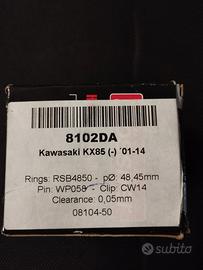 8102DA
Kawasaki KX85 (-) ´01-14
Rings: RSB4850 - pØ: 48,45mm
Pin: WP058 - Clip: CW14
Clearance: 0,05mm
08104-50
subito